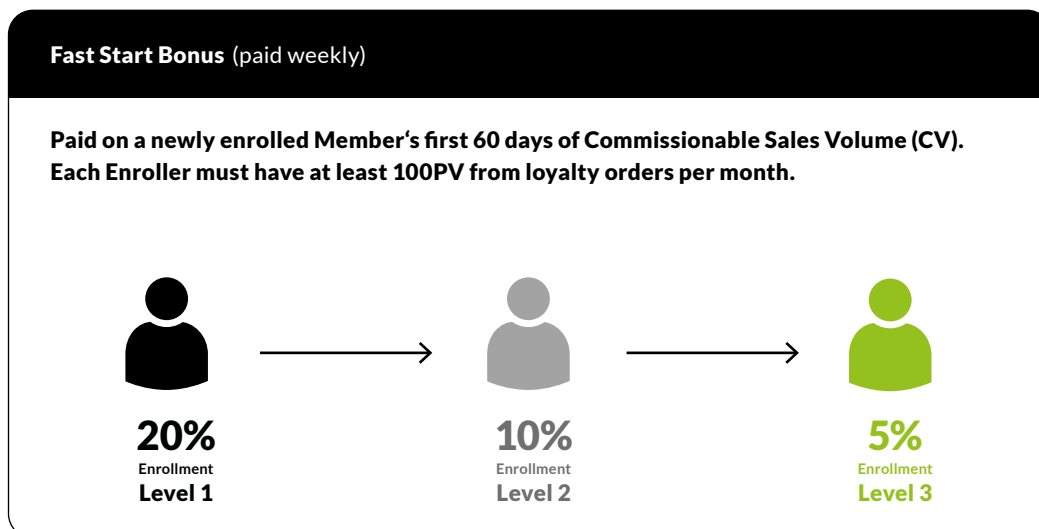 Fast Start Bonus (paid weekly)
Paid on a newly enrolled Member‘s first 60 days of Commissionable Sales Volume (CV).
Each Enroller must have at least 100PV from loyalty orders per month.
20%
Enrollment
Level 1
10%
Enrollment
Level 2
5%
Enrollment
Level 3